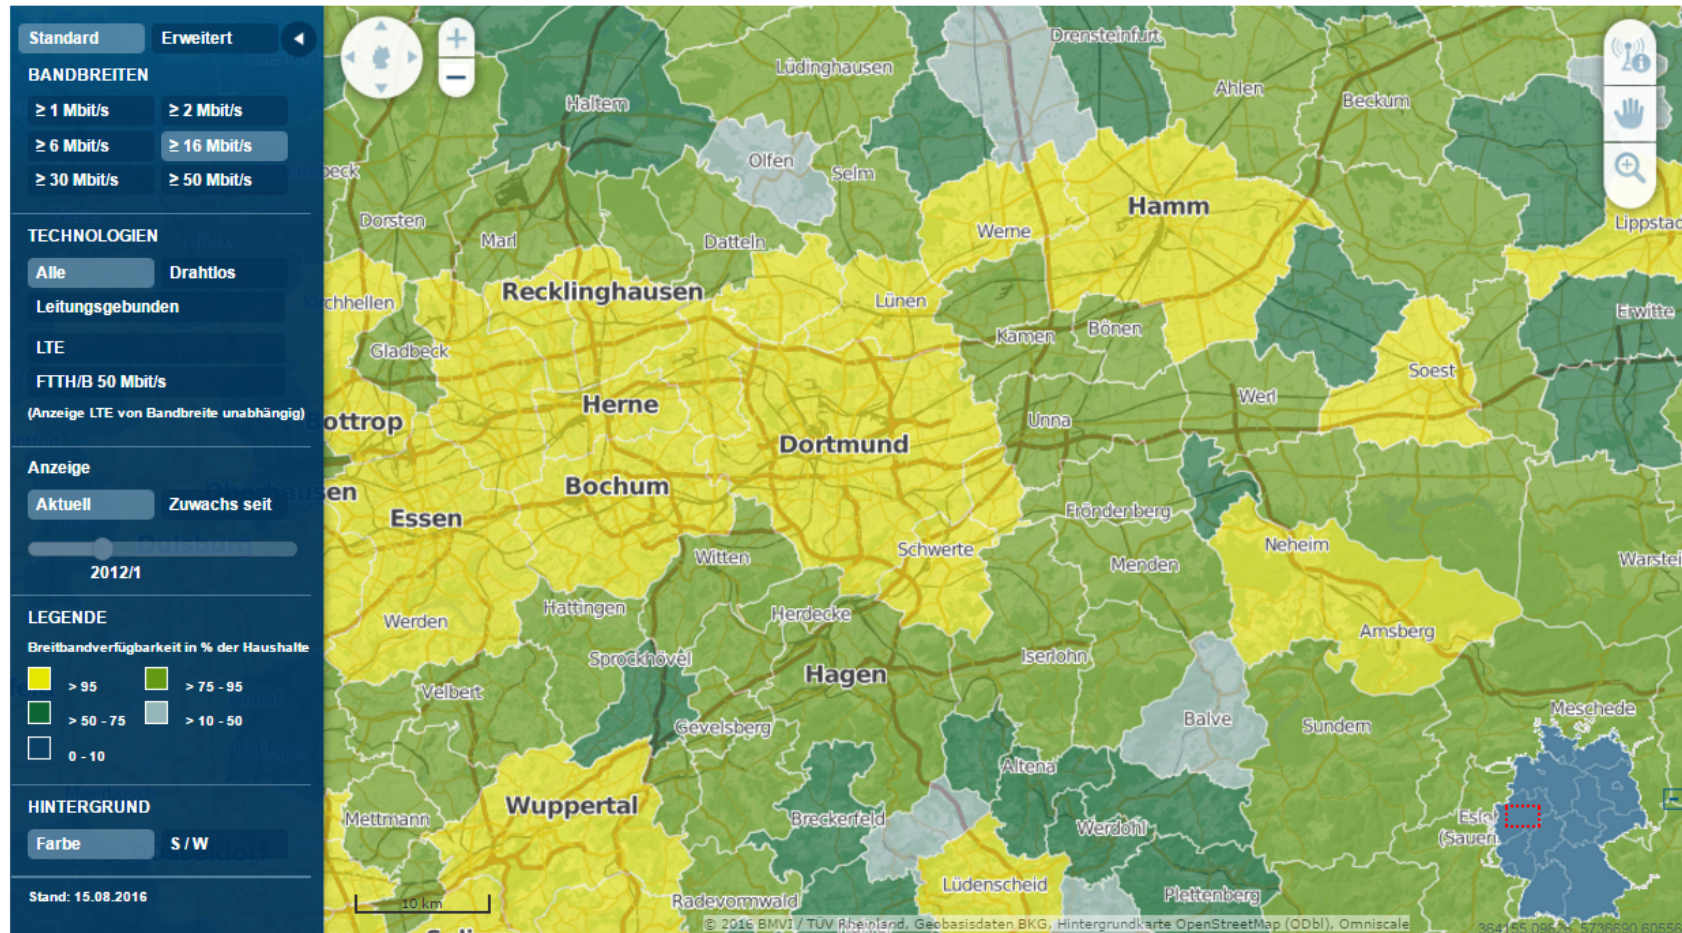 Standard Erweitert
BANDBREITEN
≥ 1 Mbit/s ≥ 2 Mbit/s
≥ 6 Mbit/s ≥ 16 Mbit/s
≥ 30 Mbit/s ≥ 50 Mbit/s
TECHNOLOGIEN
Alle Drahtlos
Leitungsgebunden
LTE
FTTH/B 50 Mbit/s
(Anzeige LTE von Bandbreite unabhängig)
Anzeige
Aktuell Zuwachs seit
2012/1
LEGENDE
Breitbandverfügbarkeit in % der Haushalte
> 95 > 75 - 95
> 50 - 75 > 10 - 50
0 - 10
HINTERGRUND
Farbe S / W
Stand: 15.08.2016
Drensteinfurt
Lüdinghausen
Ahlen
Beckum
Haltern
Olfen
Selm
Dorsten
Marl
Datteln
Werne
Hamm
Lippstad
Recklinghausen
Lünen
Kirchhellen
Erwitte
Kamen
Bönen
Gladbeck
Soest
Werl
Herne
Unna
ottrop
Dortmund
Bochum
Oberhausen
Essen
Fröndenberg
Duisburg
Schwerte
Neheim
Witten
Menden
Warstei
Hattingen
Herdecke
Werden
Arnsberg
Sprockhövel
Iserlohn
Hagen
Velbert
Meschede
Balve
Gevelsberg
Sundern
Altena
Wuppertal
Mettmann
Breckerfeld
Werdohl
Düsseldorf
Lüdenscheid
Plettenberg
Radevormwald
10 km
© 2016 BMVI / TÜV Rheinland, Geobasisdaten BKG, Hintergrundkarte OpenStreetMap (ODbl), Omniscale